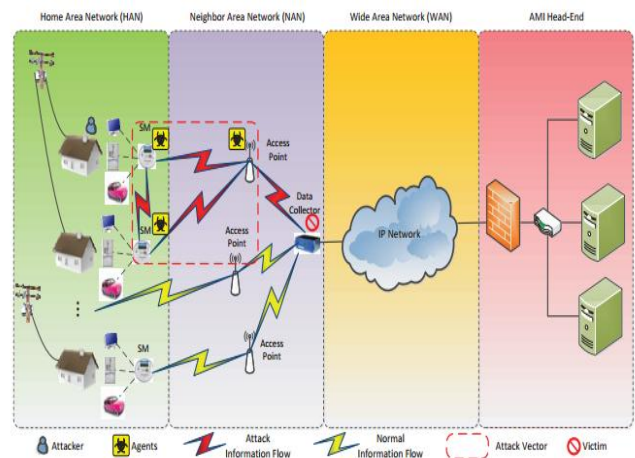 Home Area Network (HAN)
Neighbor Area Network (NAN)
Wide Area Network (WAN)
AMI Head-End
SM
Access
Point
Data
Collector
SM
Access
Point
IP Network
SM
Access
Point
Attacker
Agents
Attack
Information Flow
Normal
Information Flow
Attack Vector
Victim